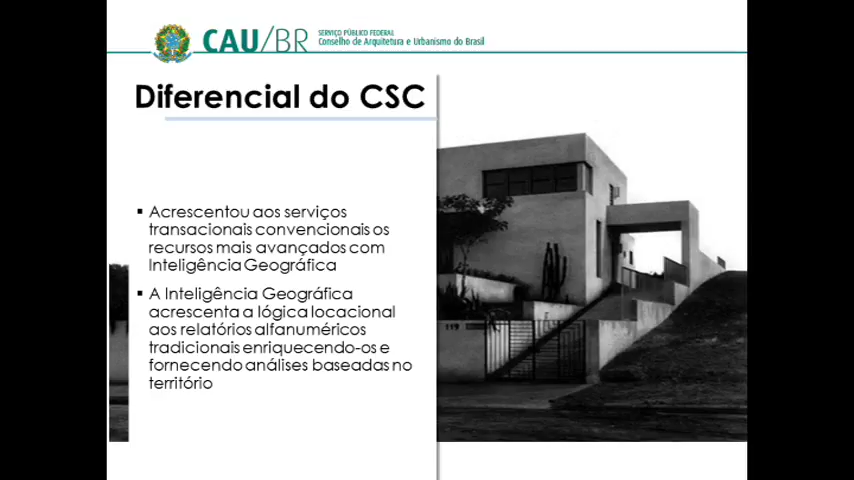 CAU/BR
SERVIÇO PÚBLICO FEDERAL
Conselho de Arquitetura e Urbanismo do Brasil
Diferencial do CSC
▪ Acrescentou aos serviços
transacionais convencionais os
recursos mais avançados com
Inteligência Geográfica
▪ A Inteligência Geográfica
acrescenta a lógica locacional
aos relatórios alfanuméricos
tradicionais enriquecendo-os e
fornecendo análises baseadas no
território
119